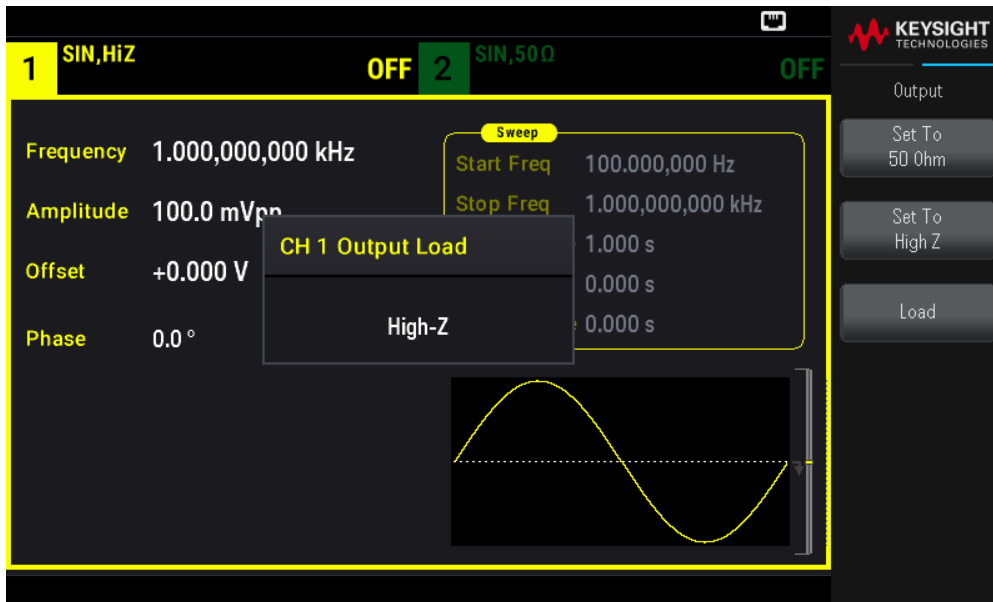 KEYSIGHT
TECHNOLOGIES
1 SIN,HiZ OFF
2 SIN,50Ω OFF
Output
Set To
50 Ohm
Set To
High Z
Load
Frequency 1.000,000,000 kHz
Amplitude 100.0 mVpp
Offset +0.000 V
Phase 0.0 °
Sweep
Start Freq 100.000,000 Hz
Stop Freq 1.000,000,000 kHz
1.000 s
0.000 s
0.000 s
CH 1 Output Load
High-Z